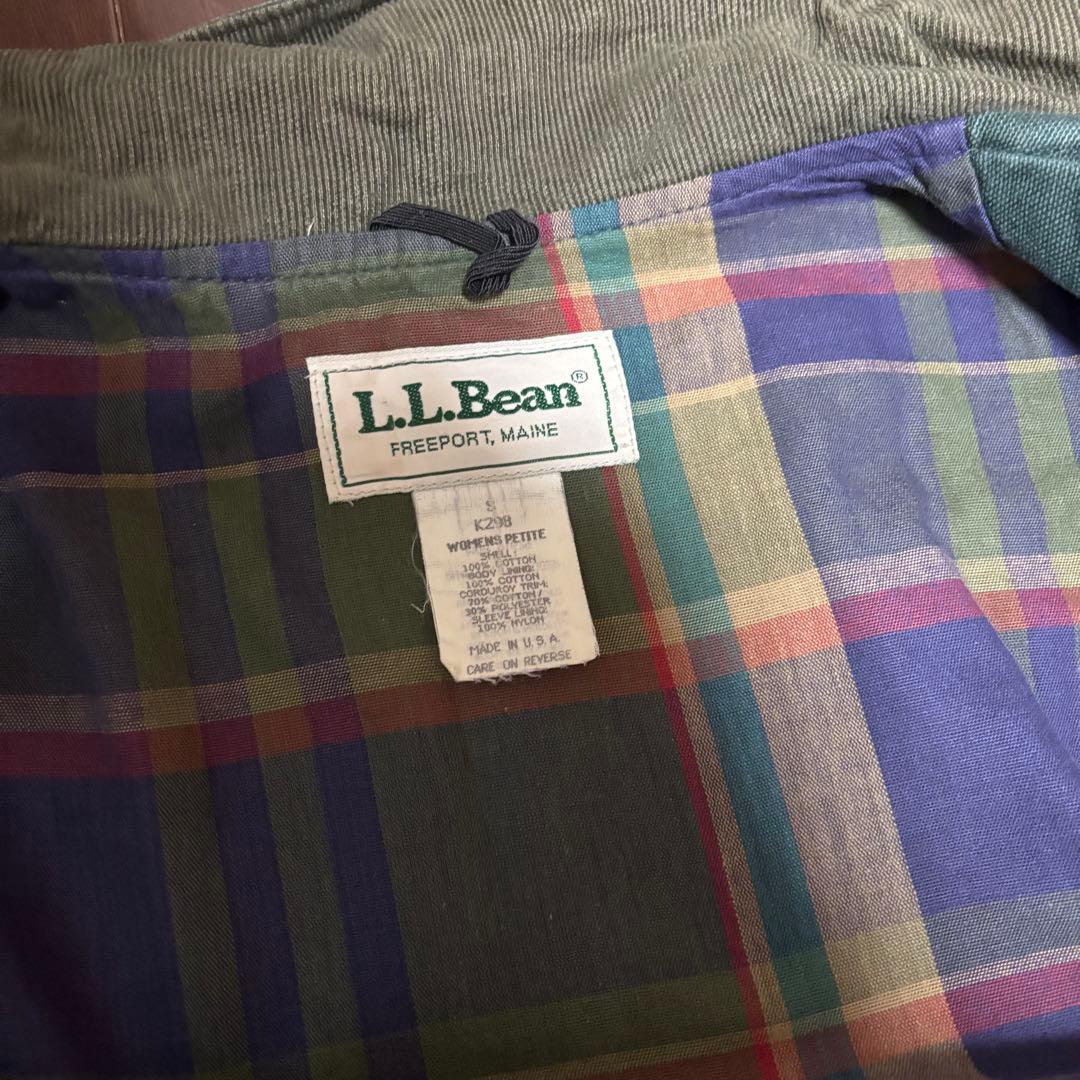 L.L.Bean®
FREEPORT, MAINE
S
K298
WOMENS PETITE
SHELL:
100% COTTON
BODY LINING:
100% COTTON
CORDUROY TRIM:
70% COTTON/
30% POLYESTER
SLEEVE LINING:
100% NYLON
MADE IN U.S.A.
CARE ON REVERSE